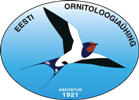 EESTI
ORNITOLOOGIAÜHING
ASUTATUD
1921